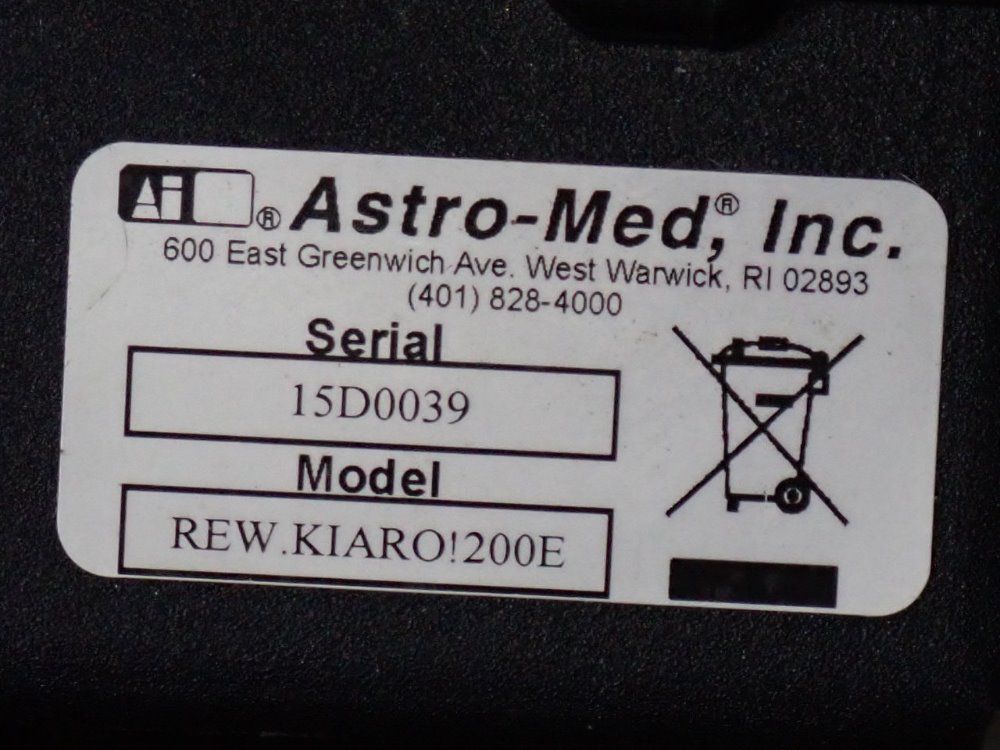 Ai® Astro-Med,® Inc.
600 East Greenwich Ave. West Warwick, RI 02893
(401) 828-4000
Serial
15D0039
Model
REW.KIARO!200E